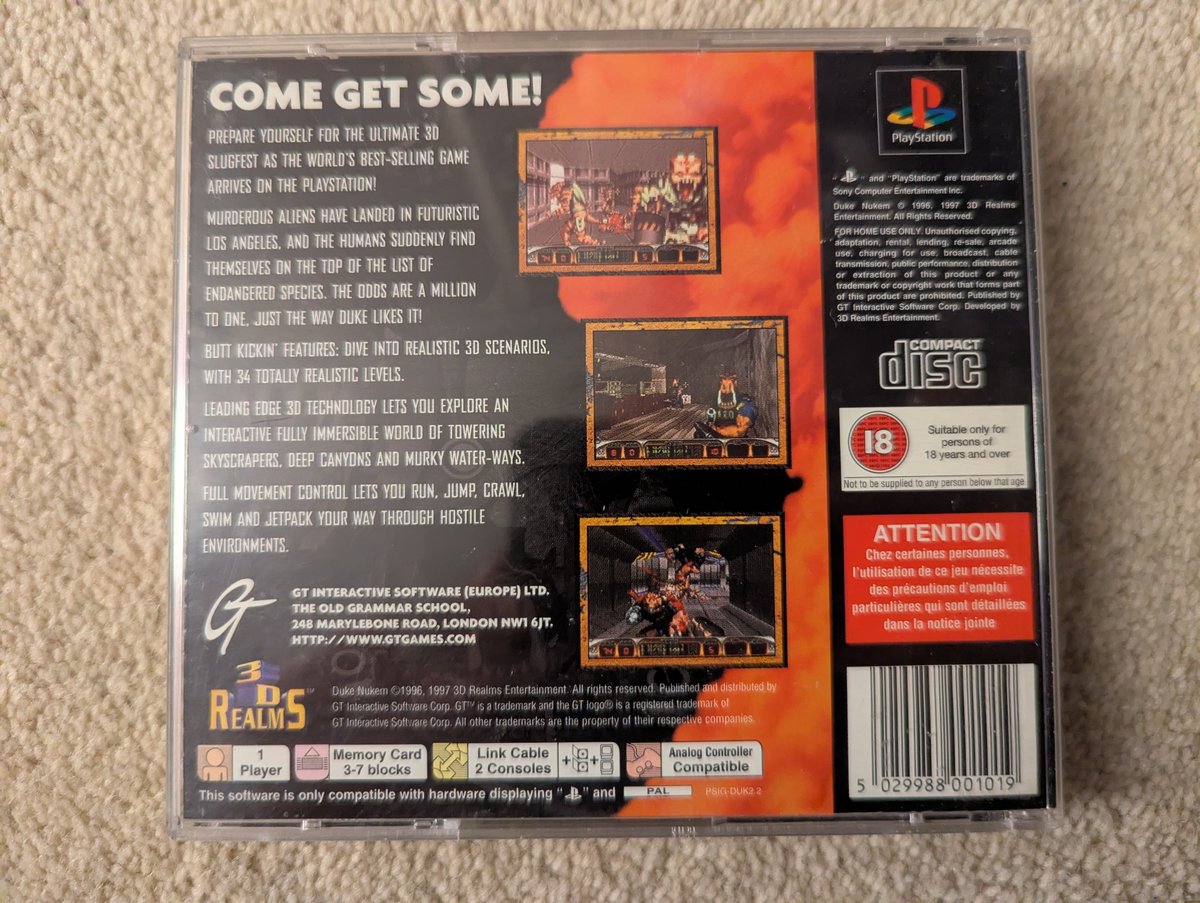 COME GET SOME!
PREPARE YOURSELF FOR THE ULTIMATE 3D
SLUGFEST AS THE WORLD'S BEST-SELLING GAME
ARRIVES ON THE PLAYSTATION!
MURDEROUS ALIENS HAVE LANDED IN FUTURISTIC
LOS ANGELES, AND THE HUMANS SUDDENLY FIND
THEMSELVES ON THE TOP OF THE LIST OF
ENDANGERED SPECIES. THE ODDS ARE A MILLION
TO ONE, JUST THE WAY DUKE LIKES IT!
BUTT KICKIN' FEATURES: DIVE INTO REALISTIC 3D SCENARIOS,
WITH 34 TOTALLY REALISTIC LEVELS.
LEADING EDGE 3D TECHNOLOGY LETS YOU EXPLORE AN
INTERACTIVE FULLY IMMERSIBLE WORLD OF TOWERING
SKYSCRAPERS, DEEP CANYONS AND MURKY WATER-WAYS.
FULL MOVEMENT CONTROL LETS YOU RUN, JUMP, CRAWL,
SWIM AND JETPACK YOUR WAY THROUGH HOSTILE
ENVIRONMENTS.
GT
GT INTERACTIVE SOFTWARE (EUROPE) LTD.
THE OLD GRAMMAR SCHOOL,
248 MARYLEBONE ROAD, LONDON NW1 6JT.
HTTP://WWW.GTGAMES.COM
3D REALMS™
Duke Nukem ©1996, 1997 3D Realms Entertainment. All rights reserved. Published and distributed by
GT Interactive Software Corp. GT™ is a trademark and the GT logo® is a registered trademark of
GT Interactive Software Corp. All other trademarks are the property of their respective companies.
1
Player
Memory Card
3-7 blocks
Link Cable
2 Consoles
Analog Controller
Compatible
This software is only compatible with hardware displaying " " and PAL
PSIG-DUK2.2
PlayStation
" " and "PlayStation" are trademarks of
Sony Computer Entertainment Inc.
Duke Nukem © 1996, 1997 3D Realms
Entertainment. All Rights Reserved.
FOR HOME USE ONLY. Unauthorised copying,
adaptation, rental, lending, re-sale, arcade
use, charging for use, broadcast, cable
transmission, public performance, distribution
or extraction of this product or any
trademark or copyright work that forms part
of this product are prohibited. Published by
GT Interactive Software Corp. Developed by
3D Realms Entertainment.
COMPACT
disc
18
Suitable only for
persons of
18 years and over
Not to be supplied to any person below that age
ATTENTION
Chez certaines personnes,
l'utilisation de ce jeu nécessite
des précautions d'emploi
particulières qui sont détaillées
dans la notice jointe
5 029988 001019